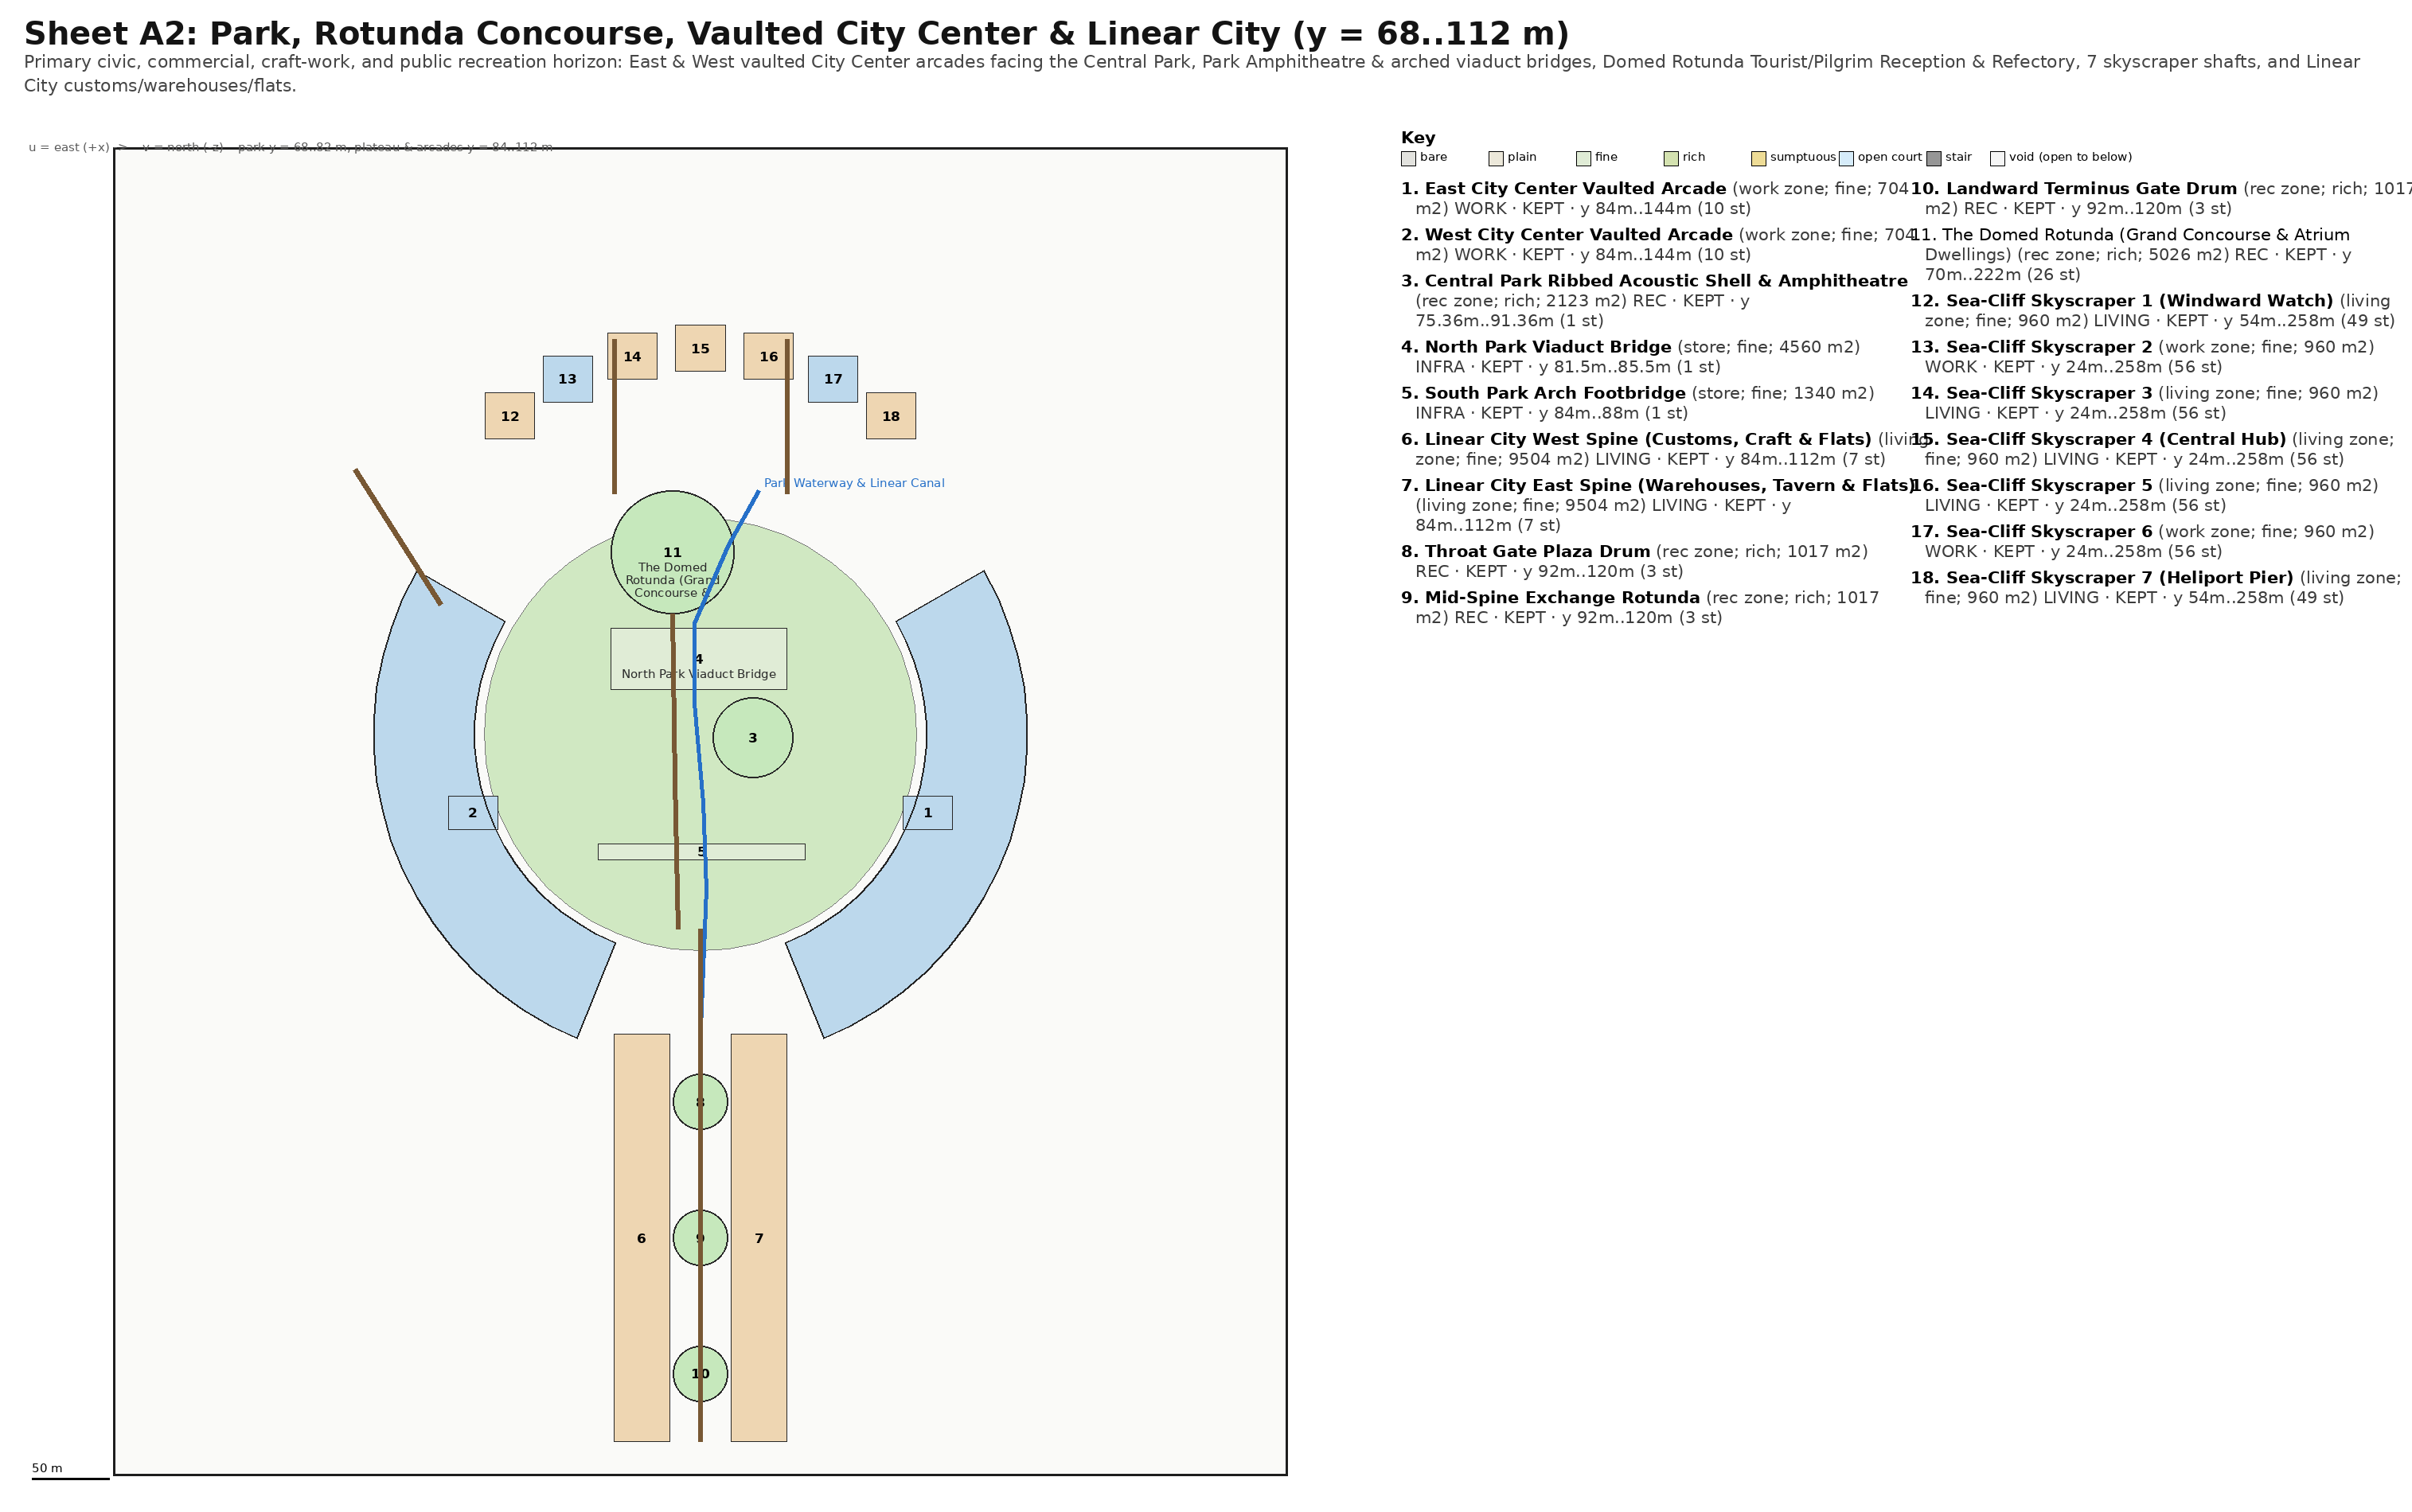 Sheet A2: Park, Rotunda Concourse, Vaulted City Center & Linear City (y = 68..112 m)
Primary civic, commercial, craft-work, and public recreation horizon: East & West vaulted City Center arcades facing the Central Park, Park Amphitheatre & arched viaduct bridges, Domed Rotunda Tourist/Pilgrim Reception & Refectory, 7 skyscraper shafts, and Linear
City customs/warehouses/flats.
u = east (+x) -> v = north (-z) park y = 68..82 m, plateau & arcades y = 84..112 m
15
14
16
13
17
12
18
Park Waterway & Linear Canal
11
The Domed
Rotunda (Grand
Concourse &
4
North Park Viaduct Bridge
3
2
1
5
8
6
9
7
10
50 m
Key
bare
plain
fine
rich
sumptuous
open court
stair
void (open to below)
1. East City Center Vaulted Arcade (work zone; fine; 704
m2) WORK · KEPT · y 84m..144m (10 st)
2. West City Center Vaulted Arcade (work zone; fine; 704
m2) WORK · KEPT · y 84m..144m (10 st)
3. Central Park Ribbed Acoustic Shell & Amphitheatre
(rec zone; rich; 2123 m2) REC · KEPT · y
75.36m..91.36m (1 st)
4. North Park Viaduct Bridge (store; fine; 4560 m2)
INFRA · KEPT · y 81.5m..85.5m (1 st)
5. South Park Arch Footbridge (store; fine; 1340 m2)
INFRA · KEPT · y 84m..88m (1 st)
6. Linear City West Spine (Customs, Craft & Flats) (living
zone; fine; 9504 m2) LIVING · KEPT · y 84m..112m (7 st)
7. Linear City East Spine (Warehouses, Tavern & Flats)
(living zone; fine; 9504 m2) LIVING · KEPT · y
84m..112m (7 st)
8. Throat Gate Plaza Drum (rec zone; rich; 1017 m2)
REC · KEPT · y 92m..120m (3 st)
9. Mid-Spine Exchange Rotunda (rec zone; rich; 1017
m2) REC · KEPT · y 92m..120m (3 st)
10. Landward Terminus Gate Drum (rec zone; rich; 1017
m2) REC · KEPT · y 92m..120m (3 st)
11. The Domed Rotunda (Grand Concourse & Atrium
Dwellings) (rec zone; rich; 5026 m2) REC · KEPT · y
70m..222m (26 st)
12. Sea-Cliff Skyscraper 1 (Windward Watch) (living
zone; fine; 960 m2) LIVING · KEPT · y 54m..258m (49 st)
13. Sea-Cliff Skyscraper 2 (work zone; fine; 960 m2)
WORK · KEPT · y 24m..258m (56 st)
14. Sea-Cliff Skyscraper 3 (living zone; fine; 960 m2)
LIVING · KEPT · y 24m..258m (56 st)
15. Sea-Cliff Skyscraper 4 (Central Hub) (living zone;
fine; 960 m2) LIVING · KEPT · y 24m..258m (56 st)
16. Sea-Cliff Skyscraper 5 (living zone; fine; 960 m2)
LIVING · KEPT · y 24m..258m (56 st)
17. Sea-Cliff Skyscraper 6 (work zone; fine; 960 m2)
WORK · KEPT · y 24m..258m (56 st)
18. Sea-Cliff Skyscraper 7 (Heliport Pier) (living zone;
fine; 960 m2) LIVING · KEPT · y 54m..258m (49 st)